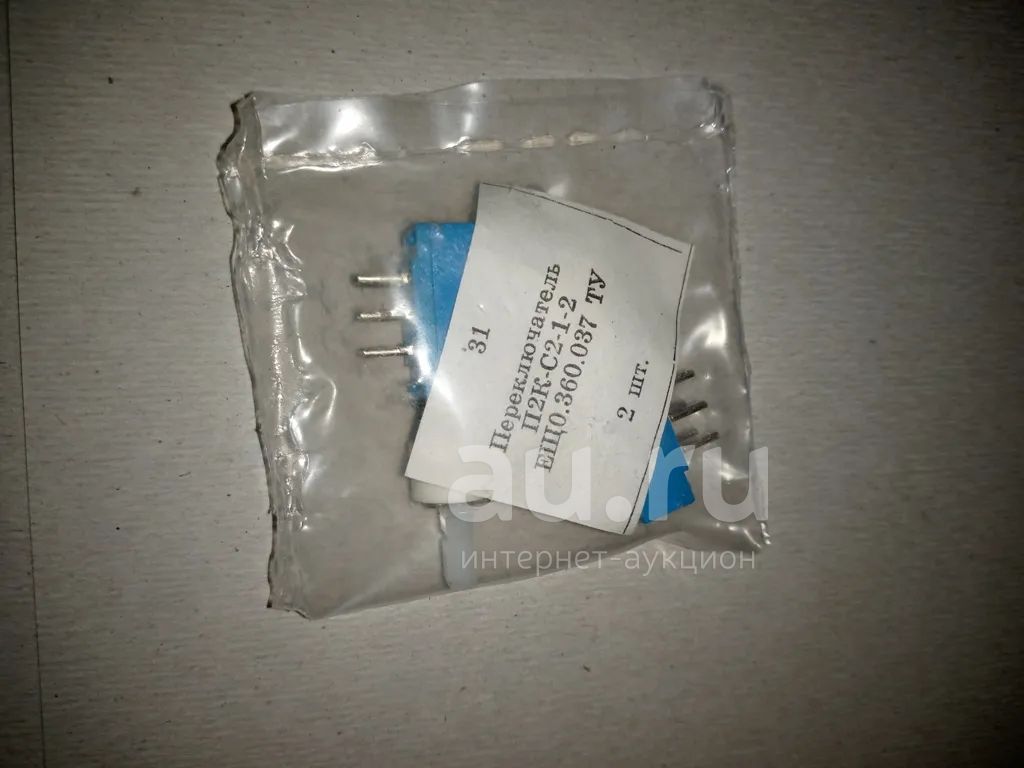 31
Переключатель
П2К-С2-1-2
ЕЩ0.360.037 ТУ
2 шт.
au.ru
интернет-аукцион